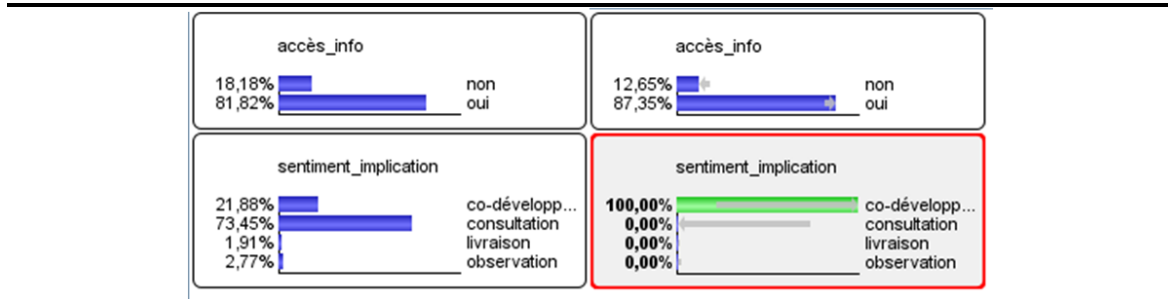 accès_info
18,18% non
81,82% oui
accès_info
12,65% non
87,35% oui
sentiment_implication
21,88% co-développ...
73,45% consultation
1,91% livraison
2,77% observation
sentiment_implication
100,00% co-développ...
0,00% consultation
0,00% livraison
0,00% observation